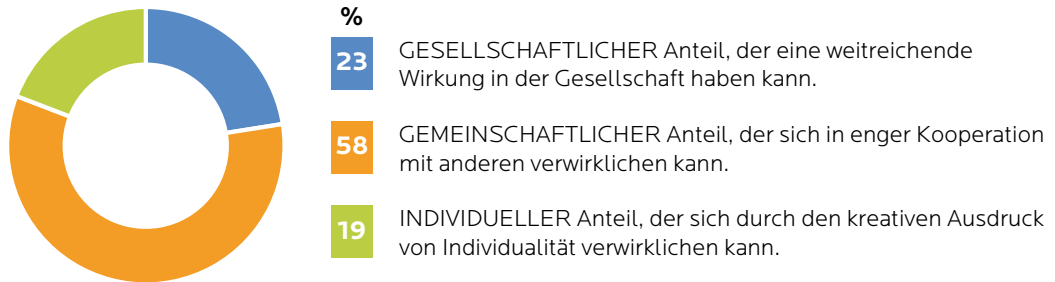 %
23
GESELLSCHAFTLICHER Anteil, der eine weitreichende
Wirkung in der Gesellschaft haben kann.
58
GEMEINSCHAFTLICHER Anteil, der sich in enger Kooperation
mit anderen verwirklichen kann.
19
INDIVIDUELLER Anteil, der sich durch den kreativen Ausdruck
von Individualität verwirklichen kann.